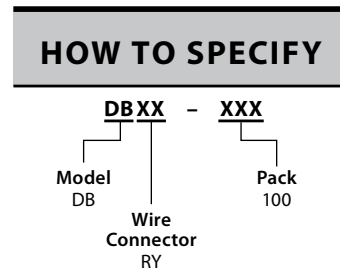 HOW TO SPECIFY
DBXX – XXX
Model
DB
Pack
100
Wire
Connector
RY